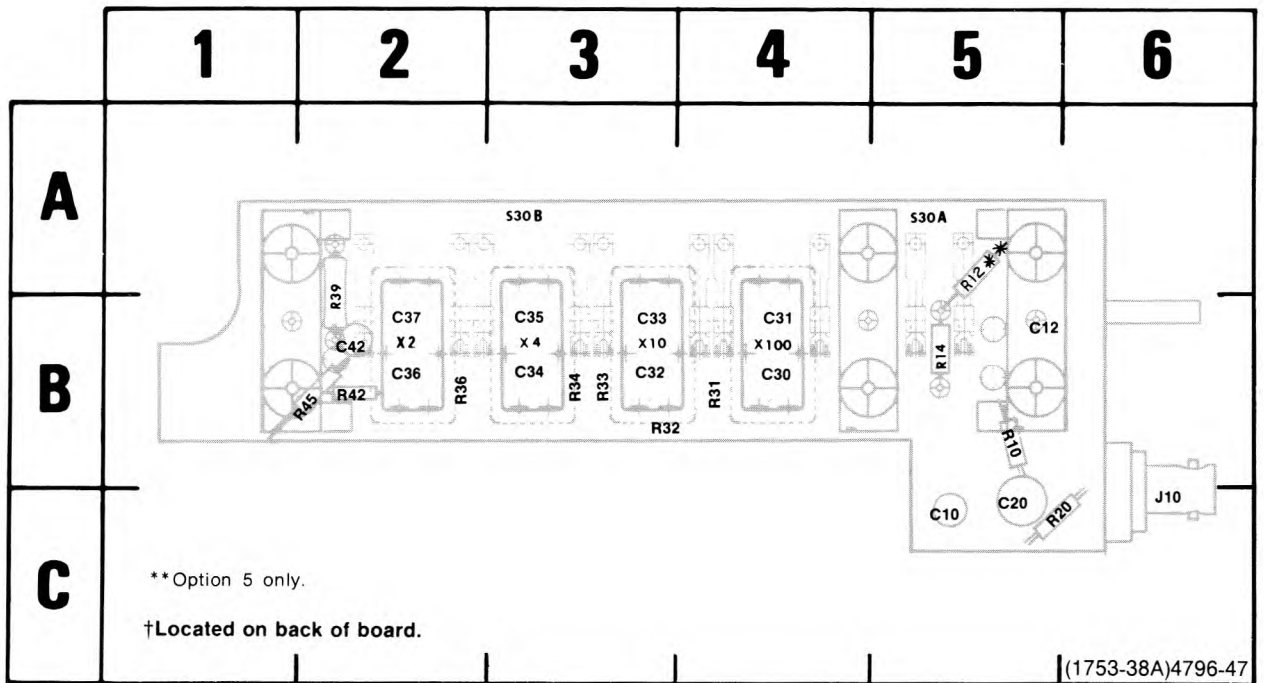 1 2 3 4 5 6
A
S30B S30A
R12**
R39
B
C37 C35 C33 C31 C12
C42 X2 X4 X10 X100 R14
C36 R36 C34 R34 R33 C32 R31 C30
R45 R42
R32 R10
C
C10 C20 R20 J10
**Option 5 only.
†Located on back of board.
(1753-38A)4796-47